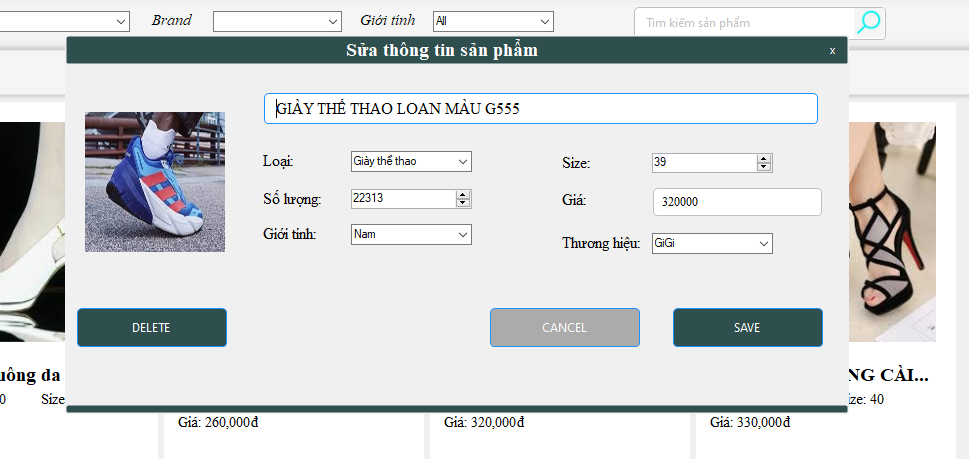 Brand
Giới tính
All
Tìm kiếm sản phẩm
Sửa thông tin sản phẩm
x
GIÀY THỂ THAO LOAN MÀU G555
Loại:
Giày thể thao
Size:
39
Số lượng:
22313
Giá:
320000
Giới tính:
Nam
Thương hiệu:
GiGi
DELETE
CANCEL
SAVE
uông da
NG CÀI...
0
Size
ize: 40
Giá: 260,000đ
Giá: 320,000đ
Giá: 330,000đ